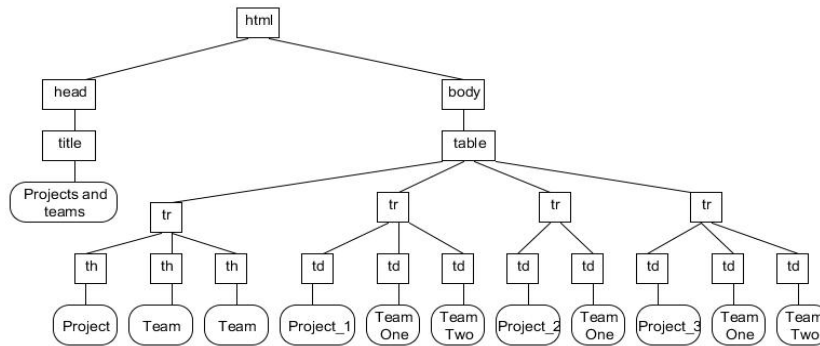 html
head
body
title
table
Projects and
teams
tr
tr
tr
tr
th
th
th
td
td
td
td
td
td
td
td
Project
Team
Team
Project_1
Team
One
Team
Two
Project_2
Team
One
Project_3
Team
One
Team
Two